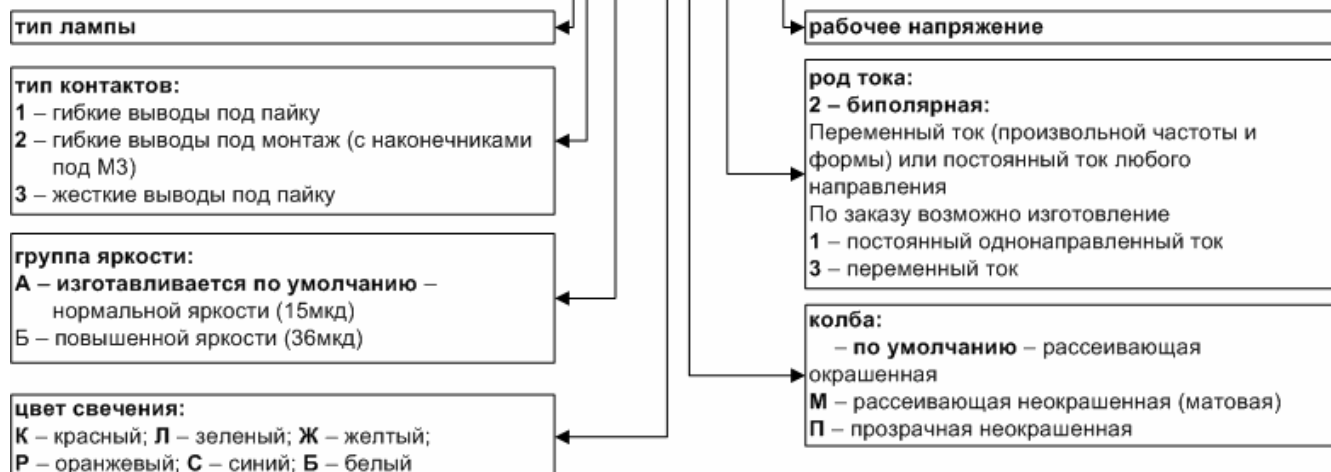 тип лампы
тип контактов:
1 – гибкие выводы под пайку
2 – гибкие выводы под монтаж (с наконечниками
под М3)
3 – жесткие выводы под пайку
группа яркости:
А – изготавливается по умолчанию –
нормальной яркости (15мкд)
Б – повышенной яркости (36мкд)
цвет свечения:
К – красный; Л – зеленый; Ж – желтый;
Р – оранжевый; С – синий; Б – белый
рабочее напряжение
род тока:
2 – биполярная:
Переменный ток (произвольной частоты и
формы) или постоянный ток любого
направления
По заказу возможно изготовление
1 – постоянный однонаправленный ток
3 – переменный ток
колба:
– по умолчанию – рассеивающая
окрашенная
М – рассеивающая неокрашенная (матовая)
П – прозрачная неокрашенная